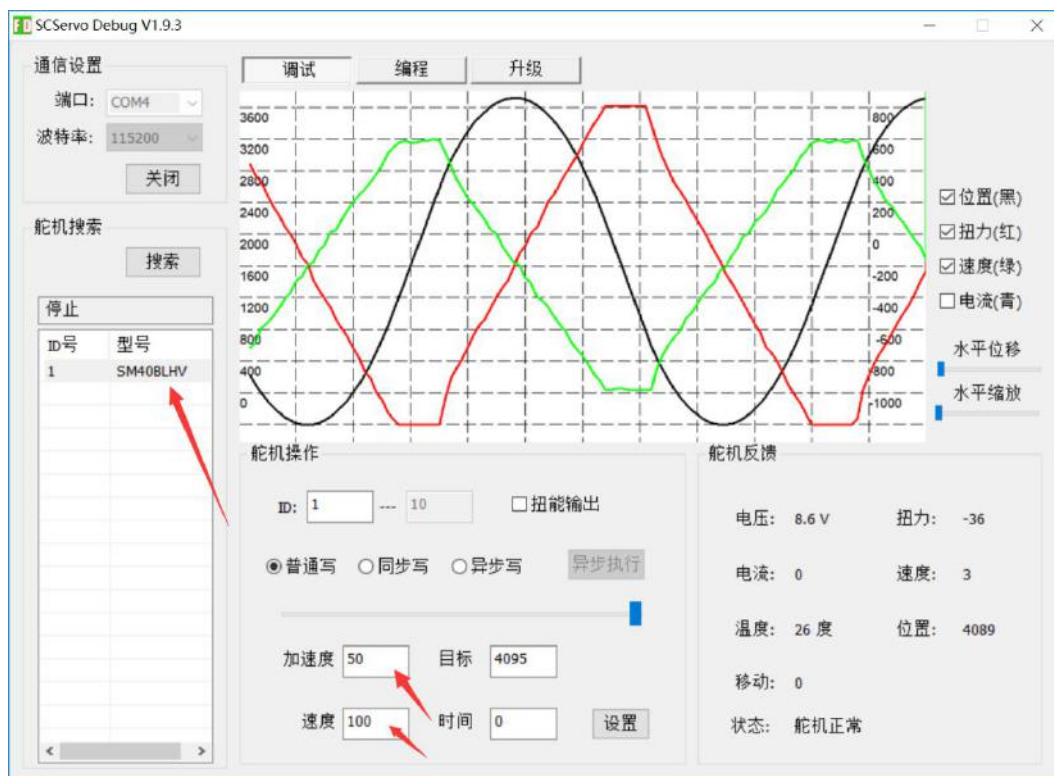 SCServo Debug V1.9.3
通信设置
端口: COM4
波特率: 115200
关闭
舵机搜索
搜索
停止
ID号 型号
1 SM40BLHV
调试 编程 升级
3600
3200
2800
2400
2000
1600
1200
800
400
0
800
600
400
200
0
-200
-400
-600
-800
-1000
位置(黑)
扭力(红)
速度(绿)
电流(青)
水平位移
水平缩放
舵机操作
ID: 1 --- 10 扭能输出
普通写 同步写 异步写 异步执行
加速度 50 目标 4095
速度 100 时间 0 设置
舵机反馈
电压: 8.6 V 扭力: -36
电流: 0 速度: 3
温度: 26 度 位置: 4089
移动: 0
状态: 舵机正常